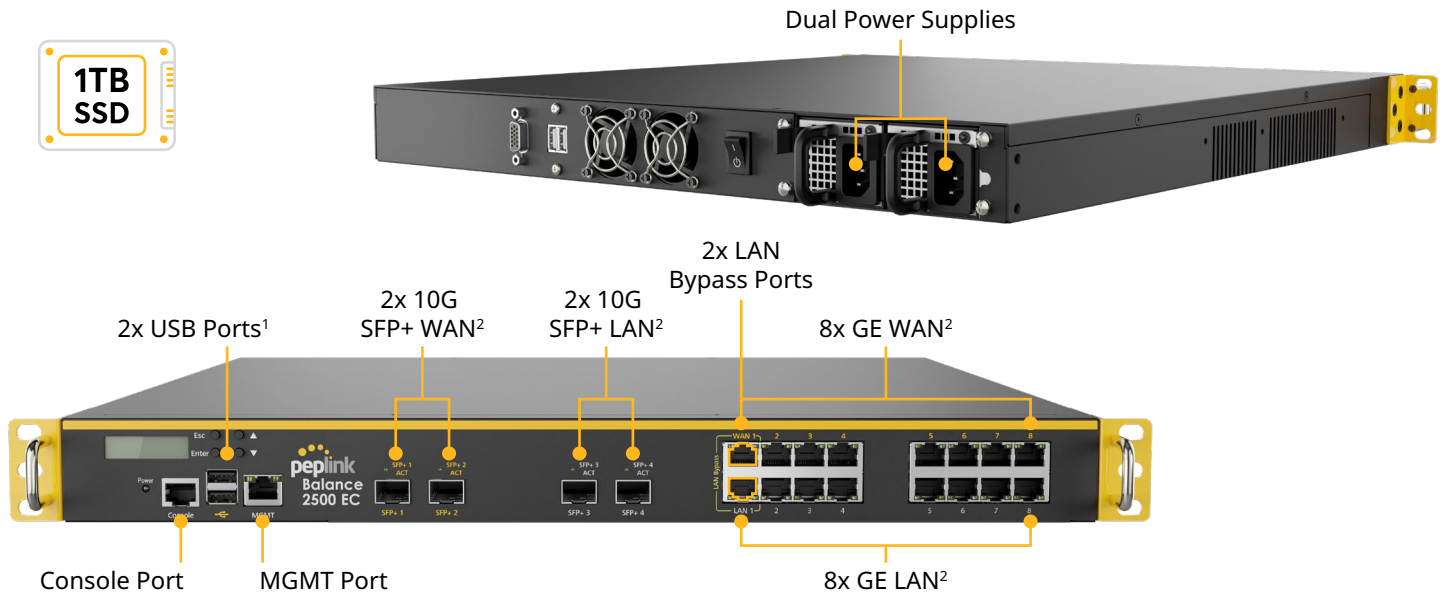 Dual Power Supplies
1TB
SSD
2x LAN
Bypass Ports
2x 10G
SFP+ WAN²
2x 10G
SFP+ LAN²
2x USB Ports¹
8x GE WAN²
Esc
Enter
Power
Console
MGMT
peplink
Balance
2500 EC
SFP+ 1
ACT
SFP+ 2
ACT
SFP+ 3
ACT
SFP+ 4
ACT
SFP+ 1
SFP+ 2
SFP+ 3
SFP+ 4
LAN Bypass
WAN 1 2 3 4 5 6 7 8
LAN 1 2 3 4 5 6 7 8
Console Port
MGMT Port
8x GE LAN²